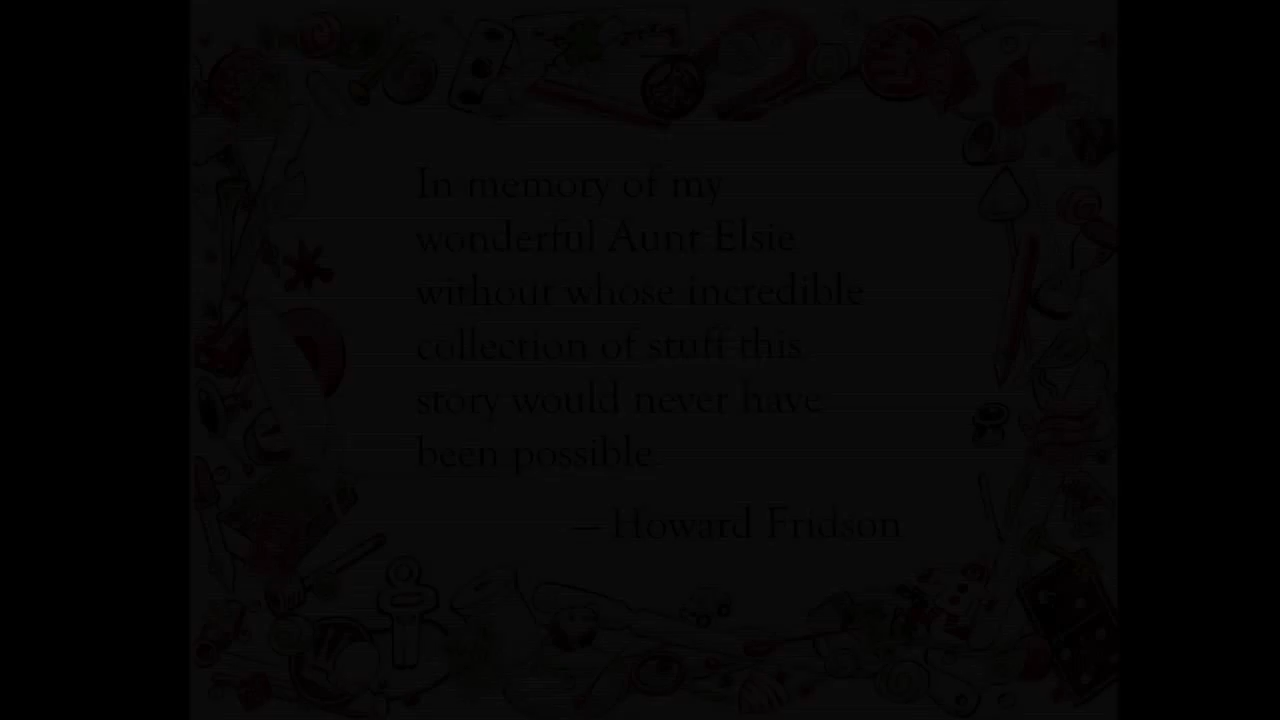 In memory of my
wonderful Aunt Elsie
without whose incredible
collection of stuff this
story would never have
been possible.
—Howard Fridson